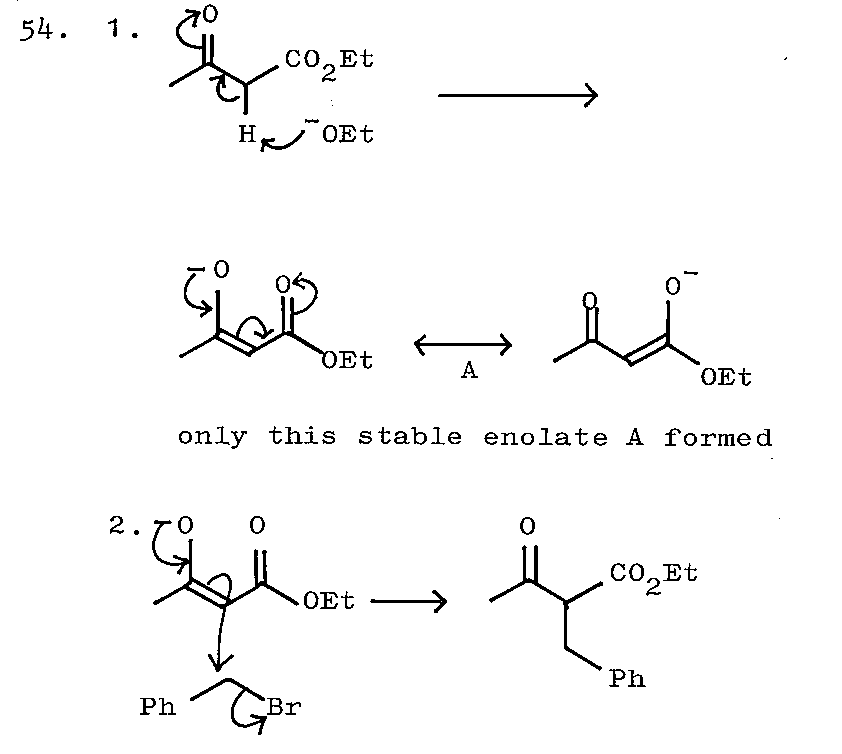 54. 1. O
CO2Et
H -OEt
-O O O O-
OEt A OEt
only this stable enolate A formed
2. -O O O
OEt CO2Et
Ph Br Ph